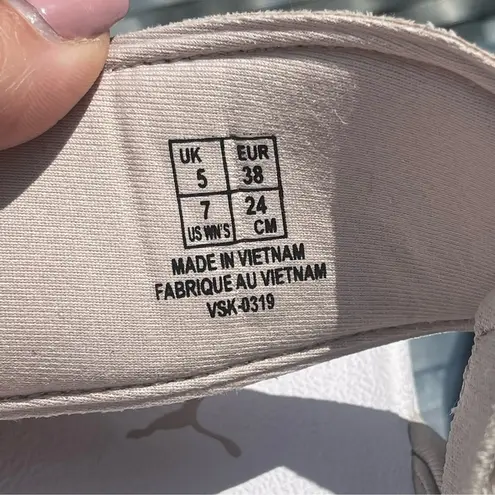 UK EUR
5 38
7 24
US WN'S CM
MADE IN VIETNAM
FABRIQUE AU VIETNAM
VSK-0319